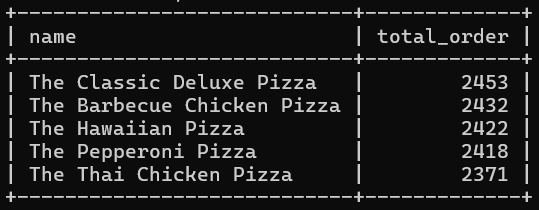 name total_order
The Classic Deluxe Pizza 2453
The Barbecue Chicken Pizza 2432
The Hawaiian Pizza 2422
The Pepperoni Pizza 2418
The Thai Chicken Pizza 2371